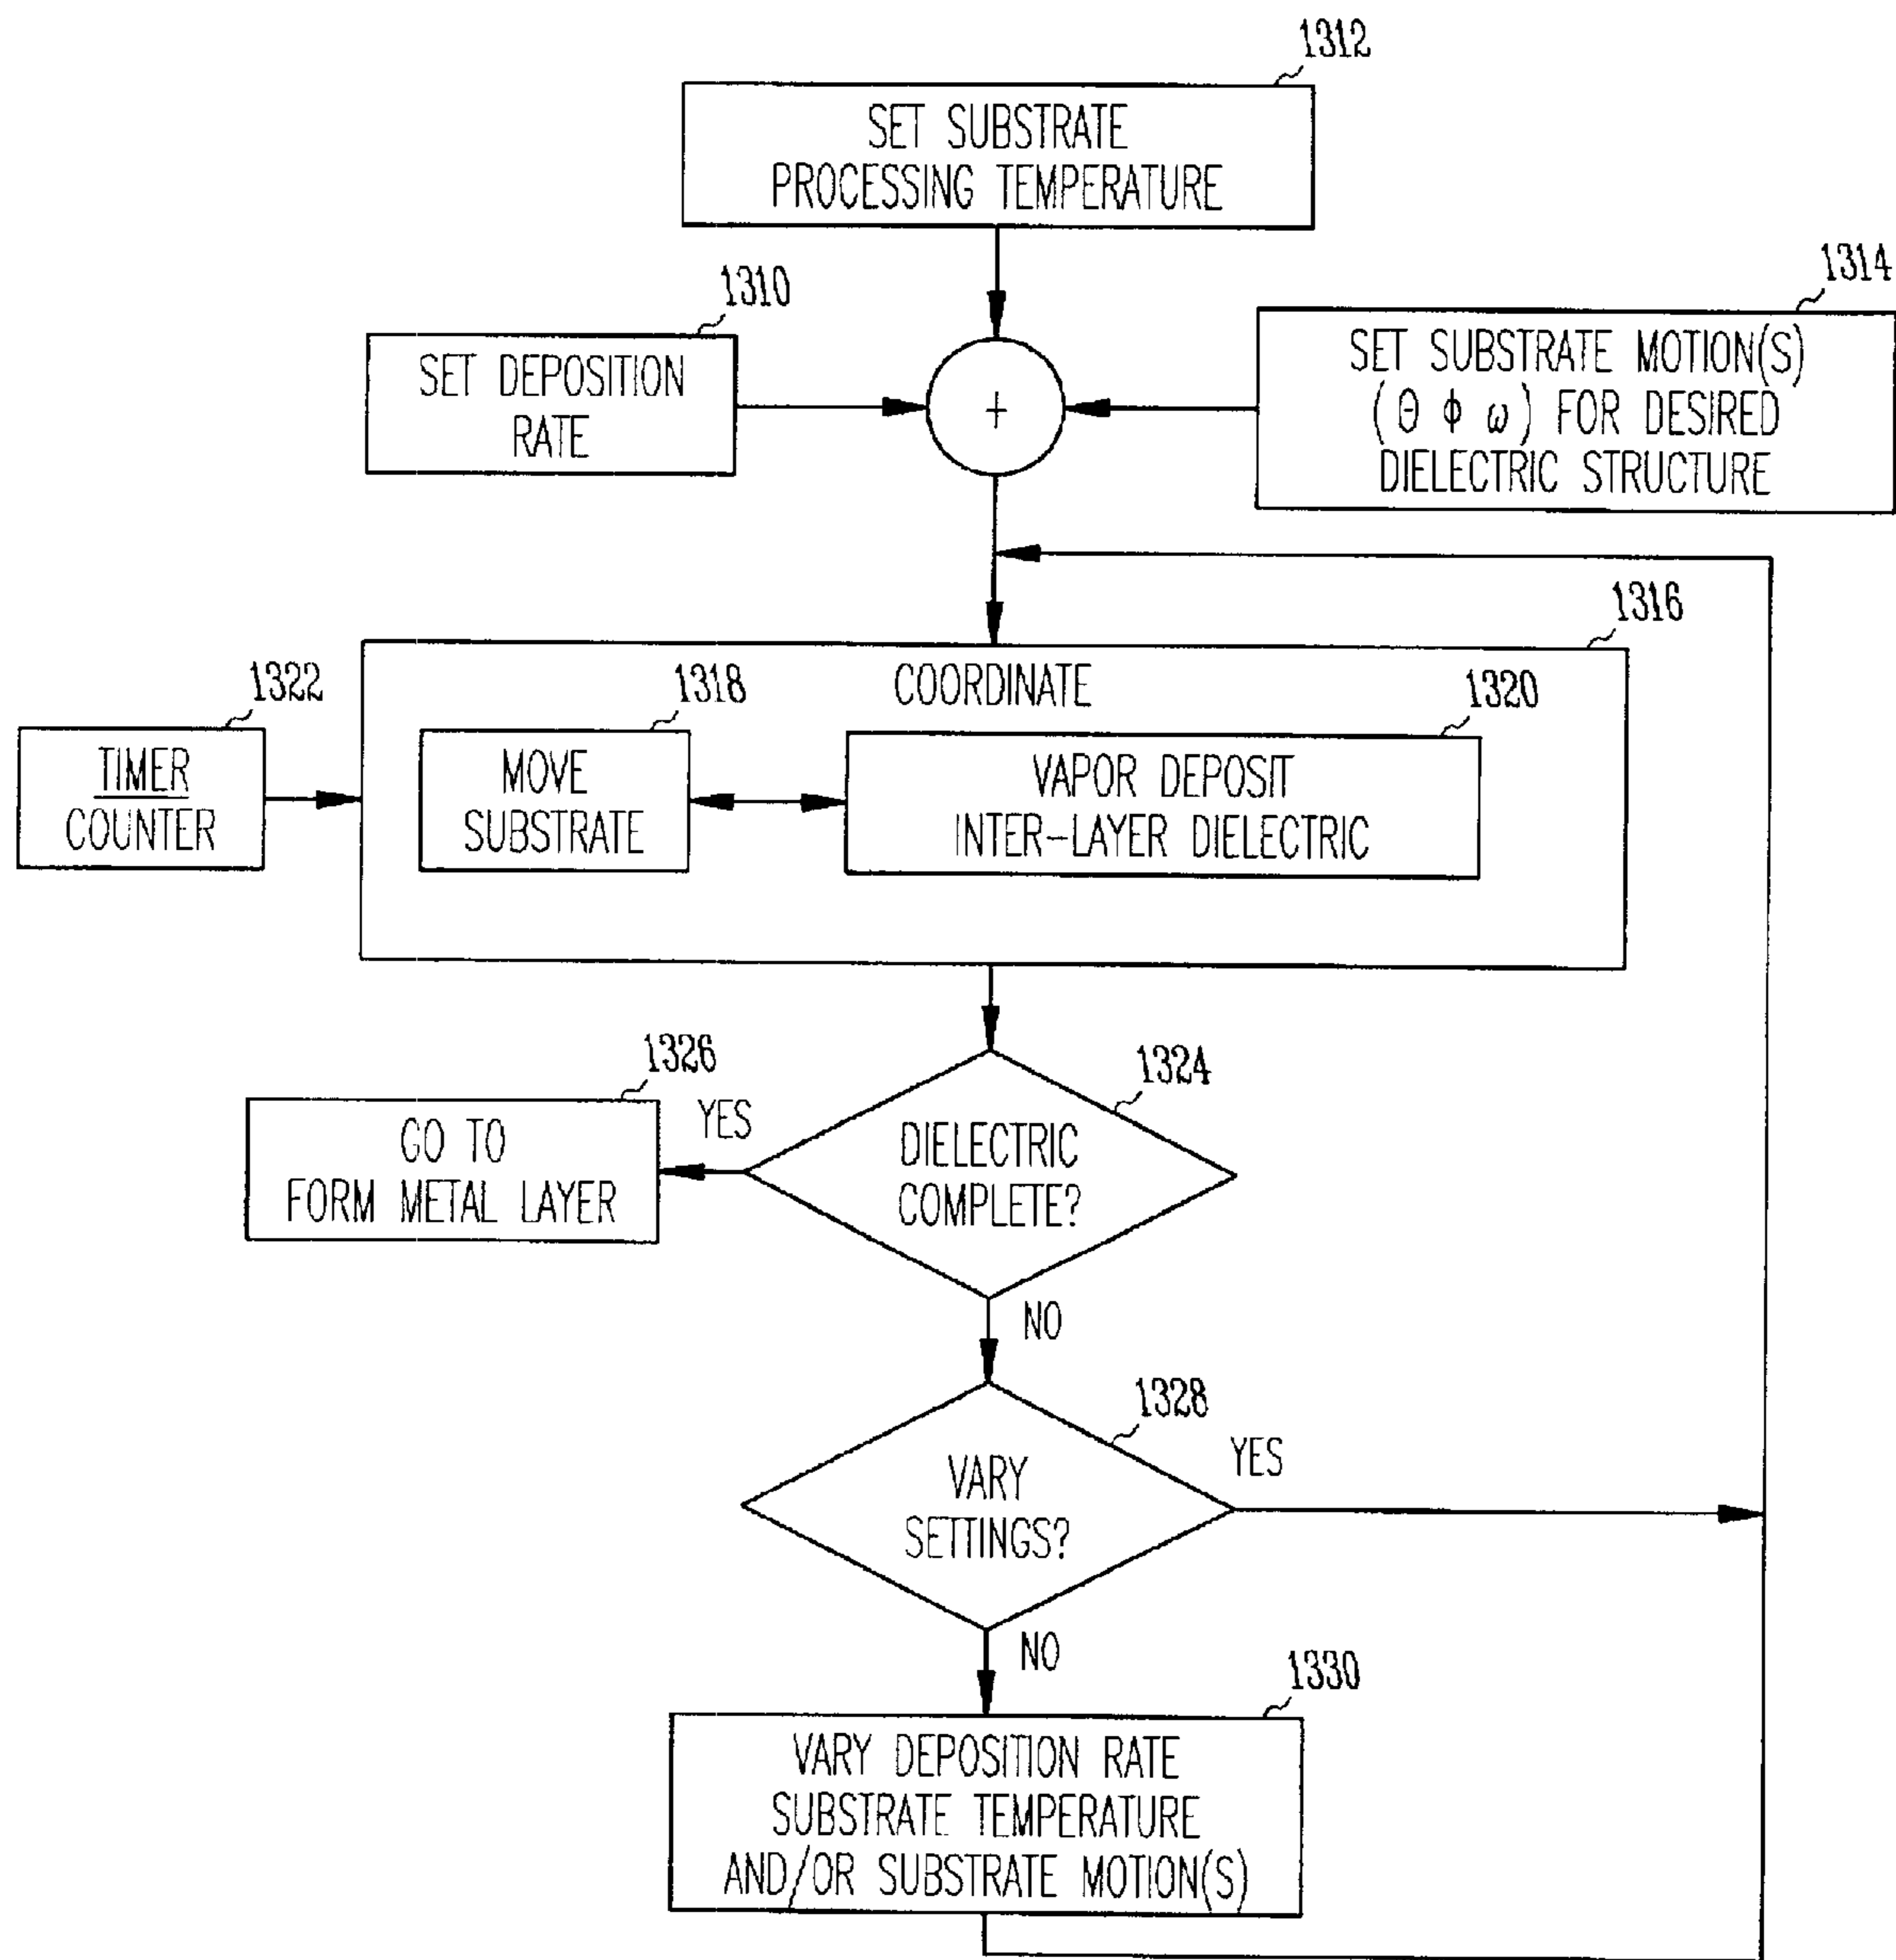 1312
SET SUBSTRATE
PROCESSING TEMPERATURE
1310
SET DEPOSITION
RATE
+
1314
SET SUBSTRATE MOTION(S)
(θ ϕ ω) FOR DESIRED
DIELECTRIC STRUCTURE
1316
COORDINATE
1322
TIMER
COUNTER
1318
MOVE
SUBSTRATE
1320
VAPOR DEPOSIT
INTER-LAYER DIELECTRIC
1326
GO TO
FORM METAL LAYER
YES
1324
DIELECTRIC
COMPLETE?
NO
1328
VARY
SETTINGS?
YES
NO
1330
VARY DEPOSITION RATE
SUBSTRATE TEMPERATURE
AND/OR SUBSTRATE MOTION(S)